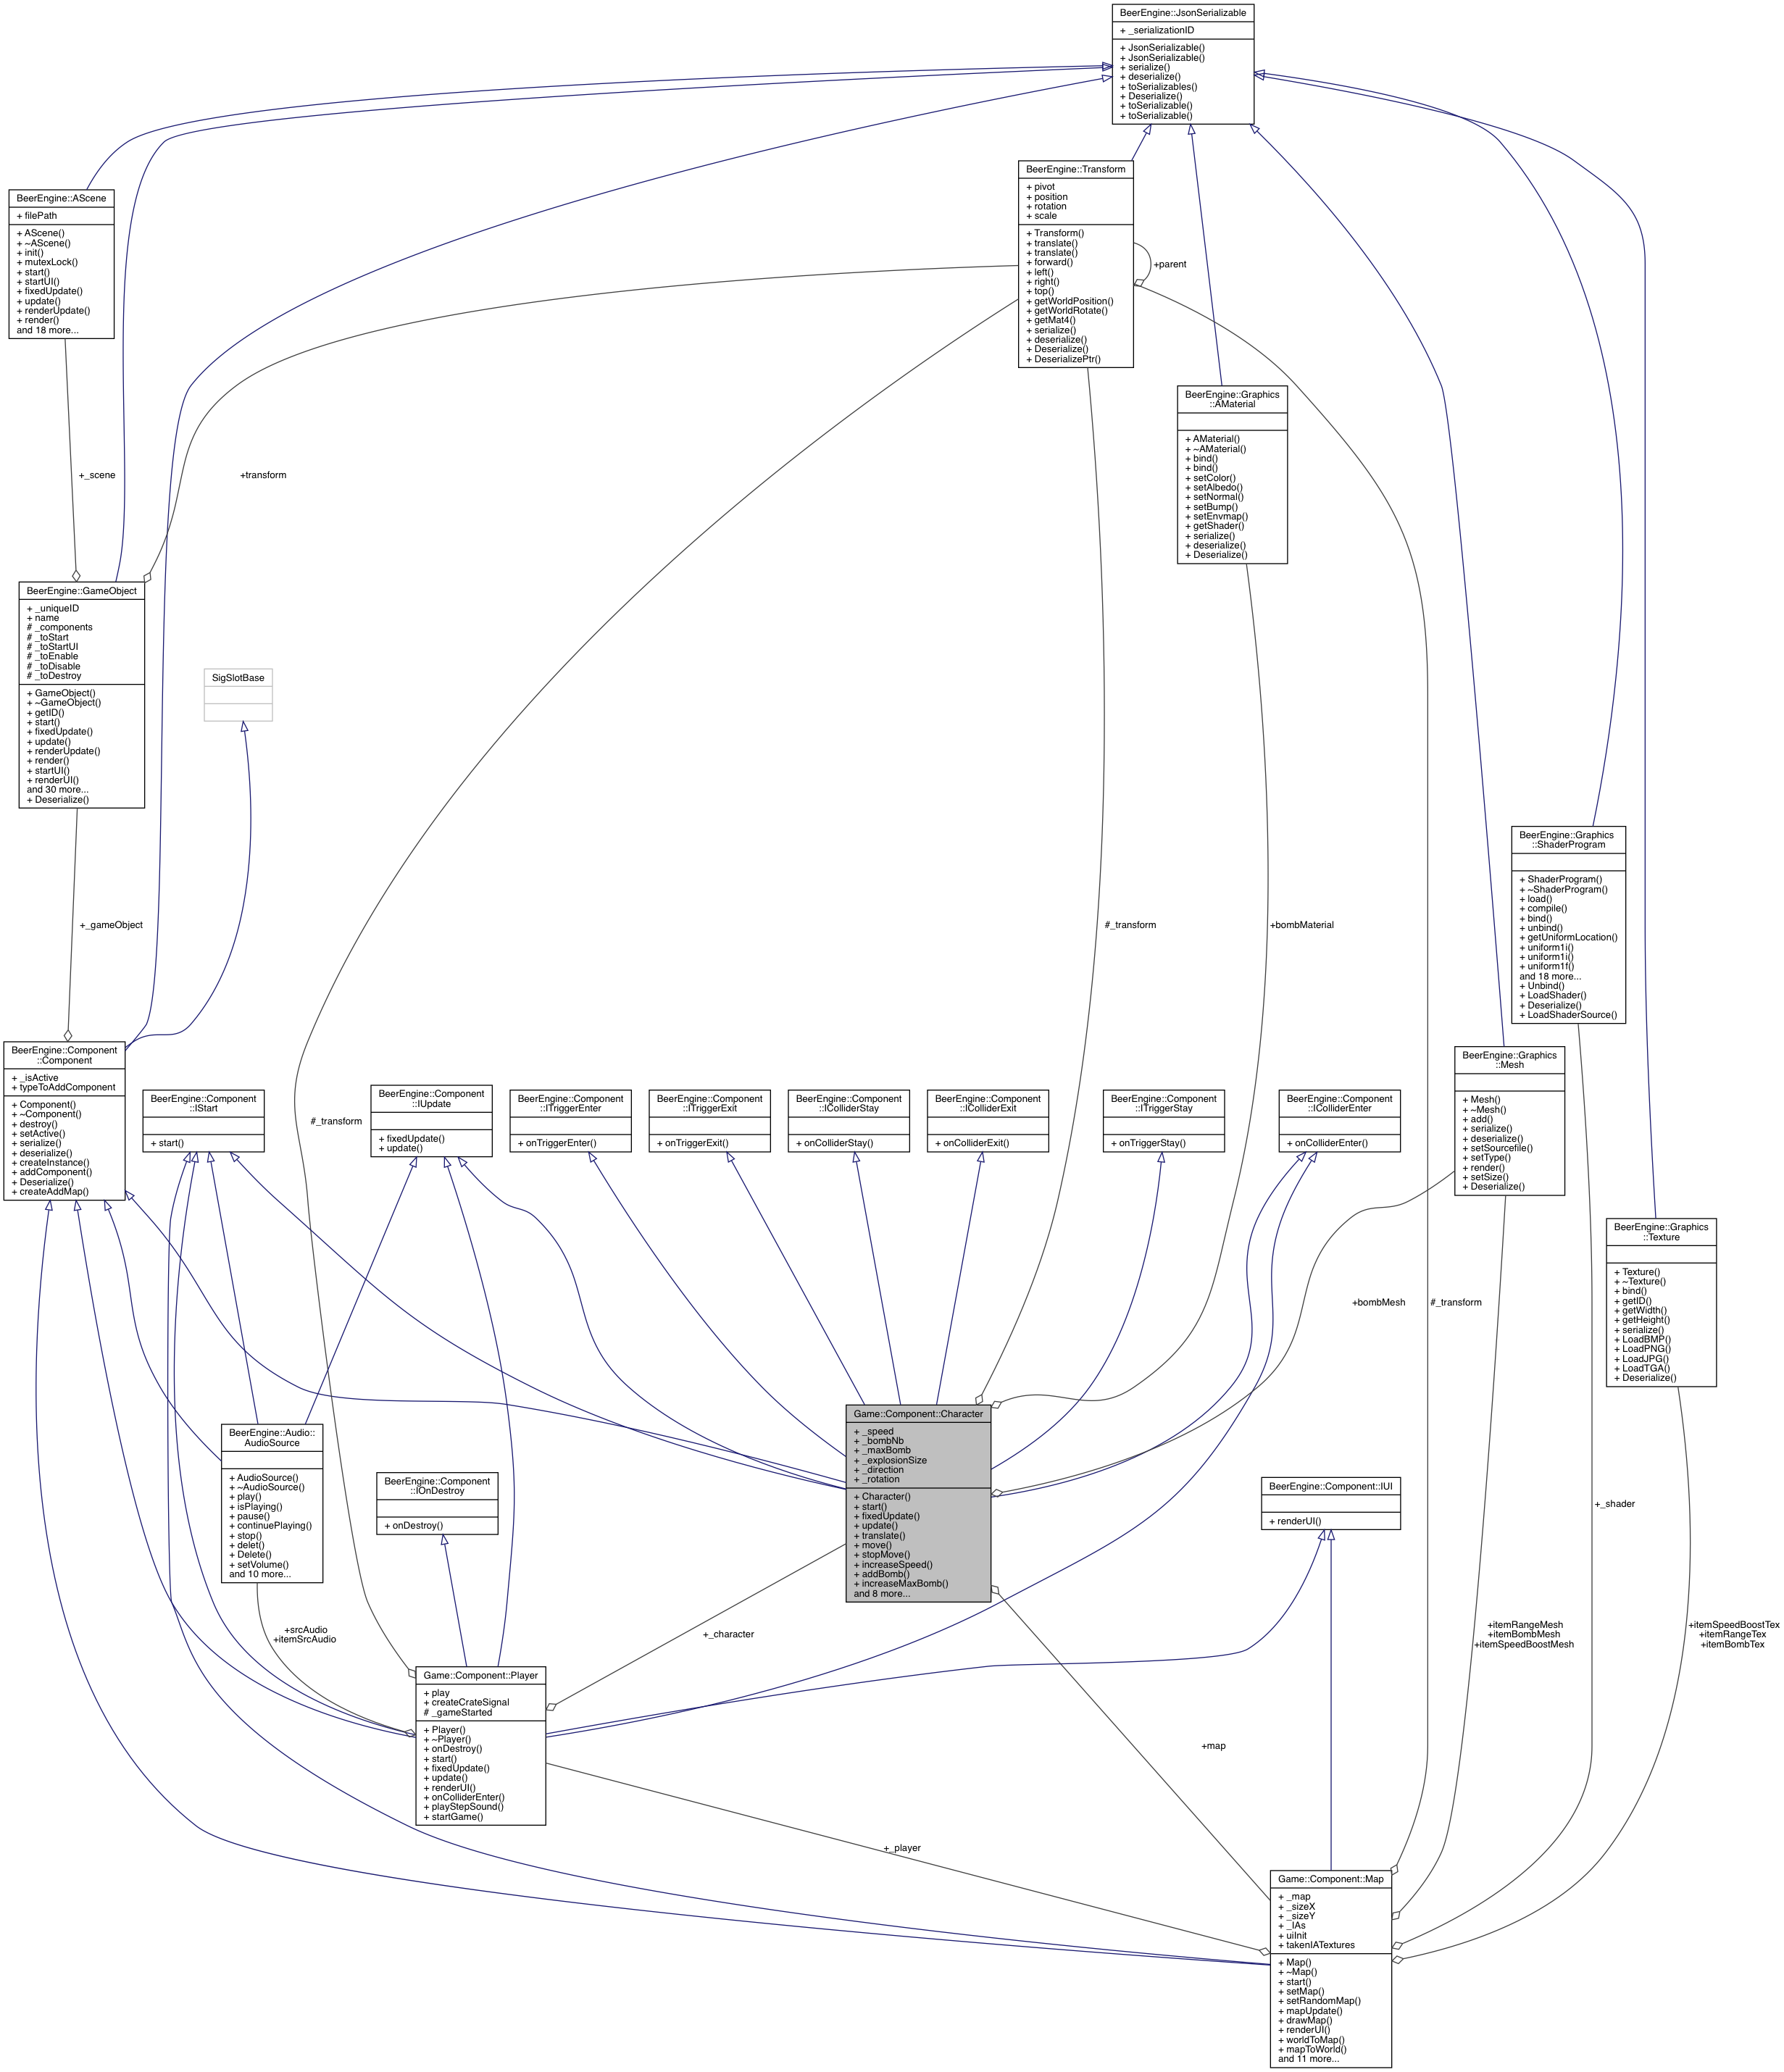 BeerEngine::JsonSerializable
+ _serializationID
+ JsonSerializable()
+ JsonSerializable()
+ serialize()
+ deserialize()
+ toSerializables()
+ Deserialize()
+ toSerializable()
+ toSerializable()
BeerEngine::Transform
+ pivot
+ position
+ rotation
+ scale
+ Transform()
+ translate()
+ translate()
+ forward()
+ left()
+ right()
+ top()
+ getWorldPosition()
+ getWorldRotate()
+ getMat4()
+ serialize()
+ deserialize()
+ Deserialize()
+ DeserializePtr()
+parent
BeerEngine::AScene
+ filePath
+ AScene()
+ ~AScene()
+ init()
+ mutexLock()
+ start()
+ startUI()
+ fixedUpdate()
+ update()
+ renderUpdate()
+ render()
and 18 more...
BeerEngine::Graphics
::AMaterial
+ AMaterial()
+ ~AMaterial()
+ bind()
+ bind()
+ setColor()
+ setAlbedo()
+ setNormal()
+ setBump()
+ setEnvmap()
+ getShader()
+ serialize()
+ deserialize()
+ Deserialize()
+_scene
+transform
BeerEngine::GameObject
+ _uniqueID
+ name
# _components
# _toStart
# _toStartUI
# _toEnable
# _toDisable
# _toDestroy
+ GameObject()
+ ~GameObject()
+ getID()
+ start()
+ fixedUpdate()
+ update()
+ renderUpdate()
+ render()
+ startUI()
+ renderUI()
and 30 more...
+ Deserialize()
SigSlotBase
BeerEngine::Graphics
::ShaderProgram
+ ShaderProgram()
+ ~ShaderProgram()
+ load()
+ compile()
+ bind()
+ unbind()
+ getUniformLocation()
+ uniform1i()
+ uniform1i()
+ uniform1f()
and 18 more...
+ Unbind()
+ LoadShader()
+ Deserialize()
+ LoadShaderSource()
+_gameObject
#_transform
+bombMaterial
BeerEngine::Component
::Component
+ _isActive
+ typeToAddComponent
+ Component()
+ ~Component()
+ destroy()
+ setActive()
+ serialize()
+ deserialize()
+ createInstance()
+ addComponent()
+ Deserialize()
+ createAddMap()
BeerEngine::Component
::IStart
+ start()
#_transform
BeerEngine::Component
::IUpdate
+ fixedUpdate()
+ update()
BeerEngine::Component
::ITriggerEnter
+ onTriggerEnter()
BeerEngine::Component
::ITriggerExit
+ onTriggerExit()
BeerEngine::Component
::IColliderStay
+ onColliderStay()
BeerEngine::Component
::IColliderExit
+ onColliderExit()
BeerEngine::Component
::ITriggerStay
+ onTriggerStay()
BeerEngine::Component
::IColliderEnter
+ onColliderEnter()
BeerEngine::Graphics
::Mesh
+ Mesh()
+ ~Mesh()
+ add()
+ serialize()
+ deserialize()
+ setSourcefile()
+ setType()
+ render()
+ setSize()
+ Deserialize()
BeerEngine::Graphics
::Texture
+ Texture()
+ ~Texture()
+ bind()
+ getID()
+ getWidth()
+ getHeight()
+ serialize()
+ LoadBMP()
+ LoadPNG()
+ LoadJPG()
+ LoadTGA()
+ Deserialize()
+bombMesh
#_transform
BeerEngine::Audio::
AudioSource
+ AudioSource()
+ ~AudioSource()
+ play()
+ isPlaying()
+ pause()
+ continuePlaying()
+ stop()
+ delet()
+ Delete()
+ setVolume()
and 10 more...
BeerEngine::Component
::IOnDestroy
+ onDestroy()
Game::Component::Character
+ _speed
+ _bombNb
+ _maxBomb
+ _explosionSize
+ _direction
+ _rotation
+ Character()
+ start()
+ fixedUpdate()
+ update()
+ translate()
+ move()
+ stopMove()
+ increaseSpeed()
+ addBomb()
+ increaseMaxBomb()
and 8 more...
BeerEngine::Component::IUI
+ renderUI()
+_shader
+srcAudio
+itemSrcAudio
+_character
+itemRangeMesh
+itemBombMesh
+itemSpeedBoostMesh
+itemSpeedBoostTex
+itemRangeTex
+itemBombTex
Game::Component::Player
+ play
+ createCrateSignal
# _gameStarted
+ Player()
+ ~Player()
+ onDestroy()
+ start()
+ fixedUpdate()
+ update()
+ renderUI()
+ onColliderEnter()
+ playStepSound()
+ startGame()
+map
+_player
Game::Component::Map
+ _map
+ _sizeX
+ _sizeY
+ _IAs
+ uiInit
+ takenIATextures
+ Map()
+ ~Map()
+ start()
+ setMap()
+ setRandomMap()
+ mapUpdate()
+ drawMap()
+ renderUI()
+ worldToMap()
+ mapToWorld()
and 11 more...